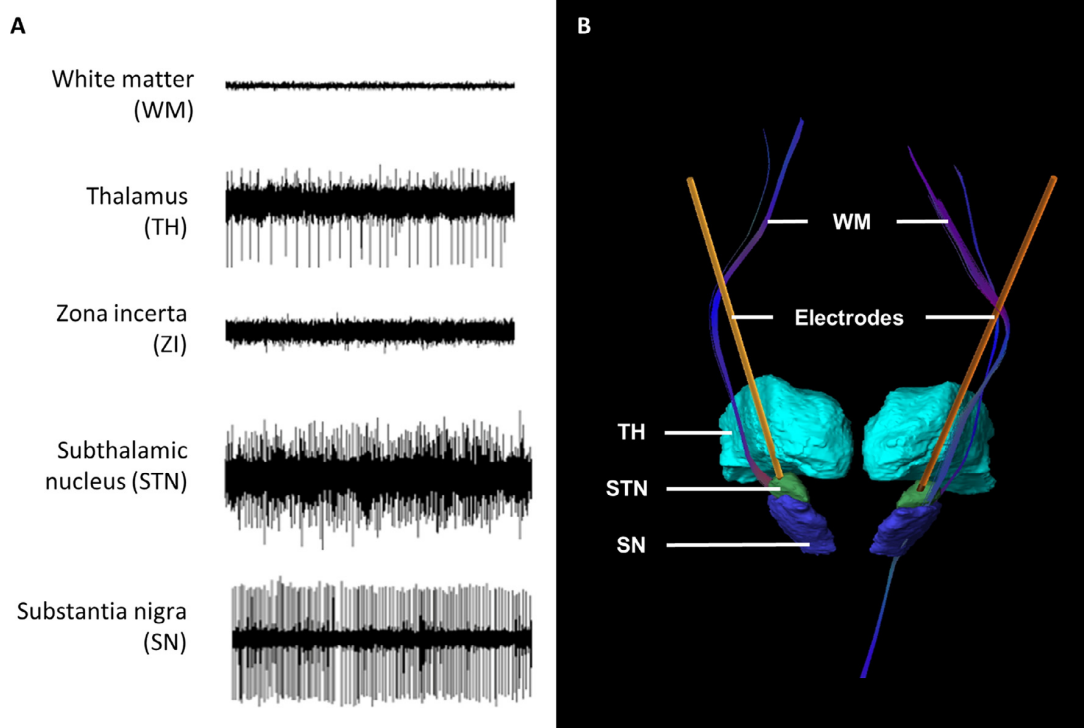 A
White matter
(WM)
Thalamus
(TH)
Zona incerta
(ZI)
Subthalamic
nucleus (STN)
Substantia nigra
(SN)
B
WM
Electrodes
TH
STN
SN